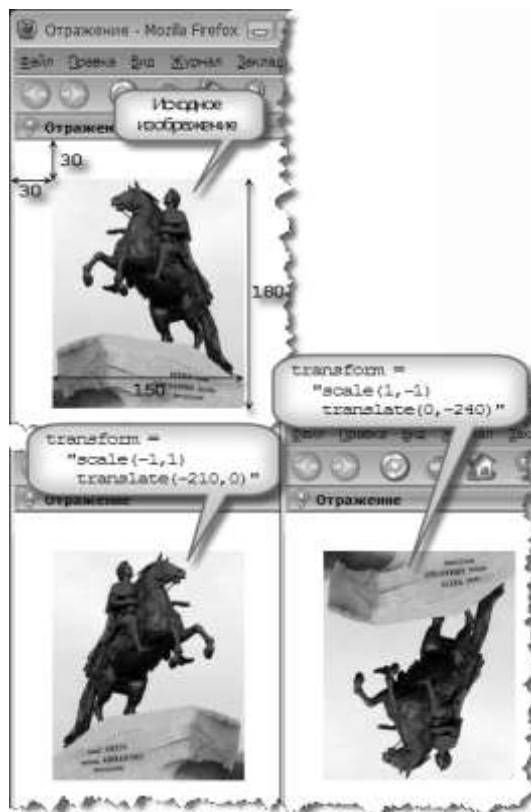 Отражение - Mozilla Firefox
Файл Правка Вид Журнал Заклад
Исходное
изображение
Отражен
30
30
180
150
transform =
"scale(1,-1)
translate(0,-240)"
transform =
"scale(-1,1)
translate(-210,0)"
Отражение
Отражение